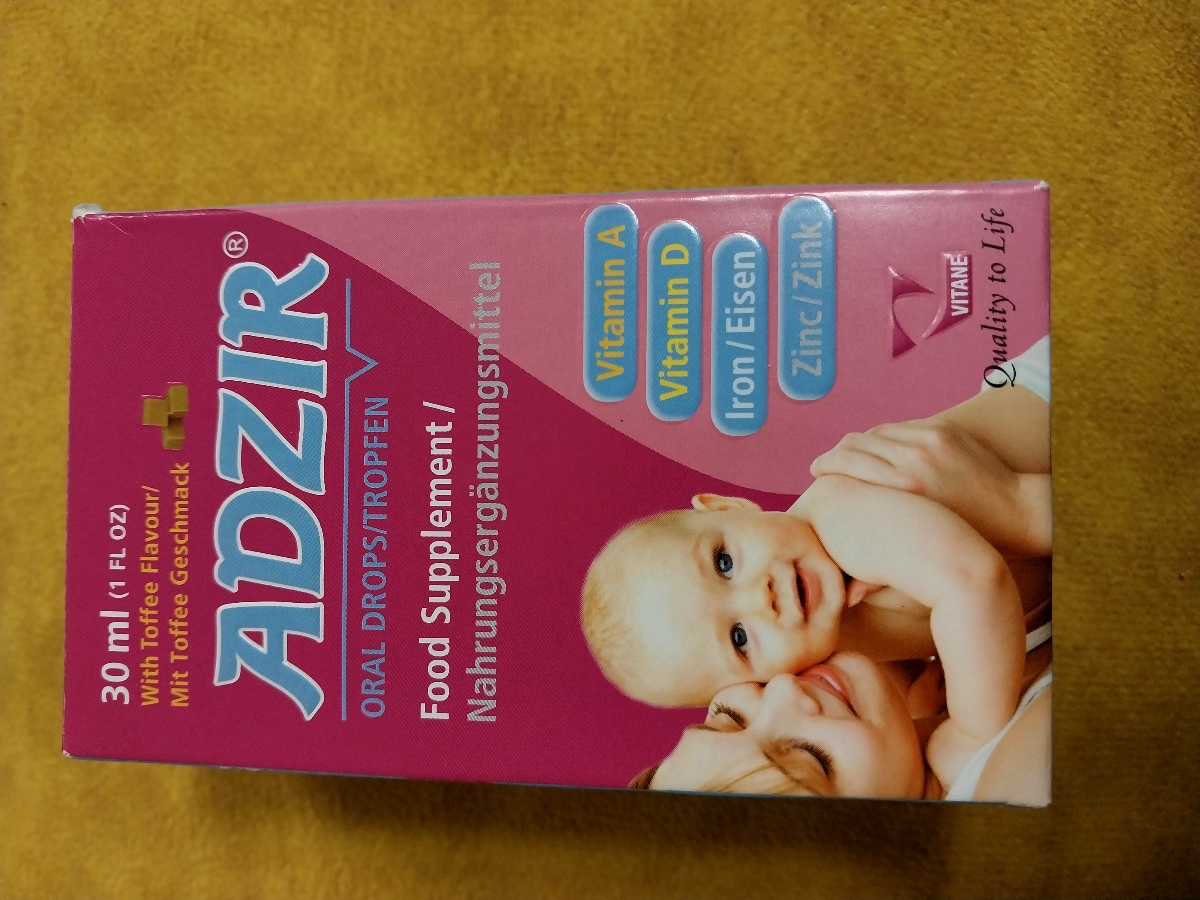 30 ml (1 FL OZ)
With Toffee Flavour/
Mit Toffee Geschmack
ADZIR®
ORAL DROPS/TROPFEN
Food Supplement /
Nahrungsergänzungsmittel
Vitamin A
Vitamin D
Iron / Eisen
Zinc / Zink
VITANE
Quality to Life